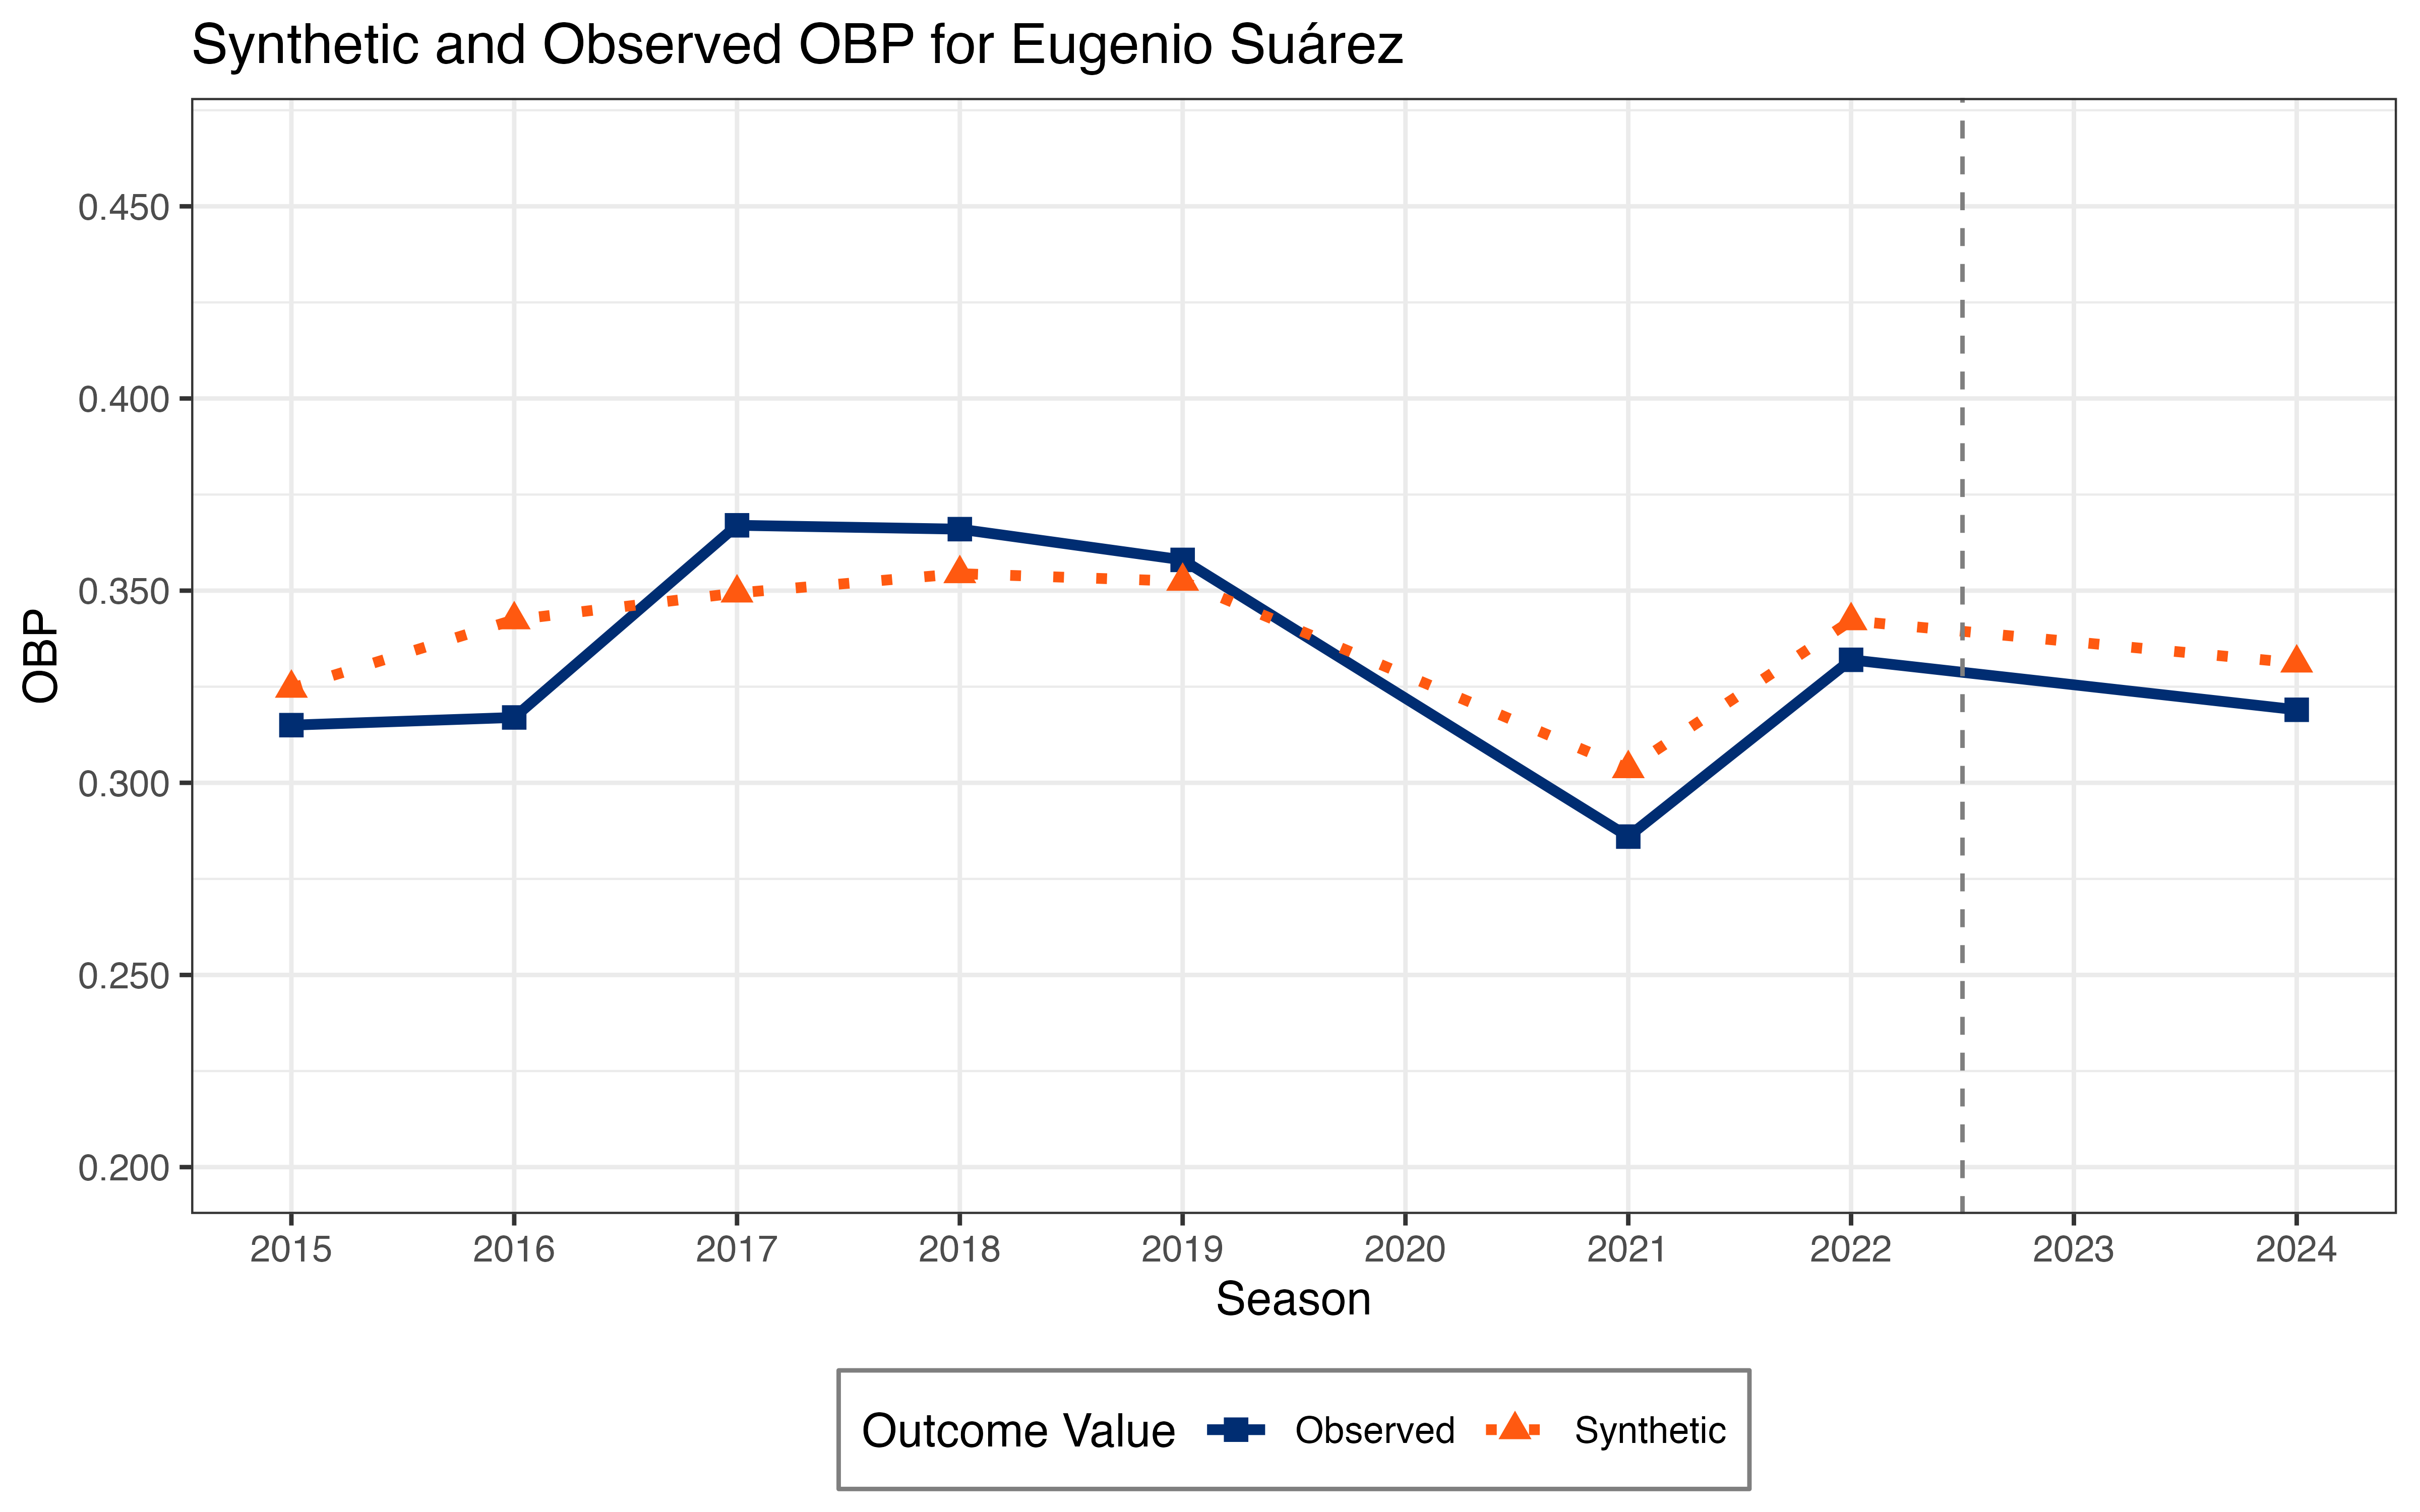 Synthetic and Observed OBP for Eugenio Suárez
OBP
0.450
0.400
0.350
0.300
0.250
0.200
2015 2016 2017 2018 2019 2020 2021 2022 2023 2024
Season
Outcome Value Observed Synthetic